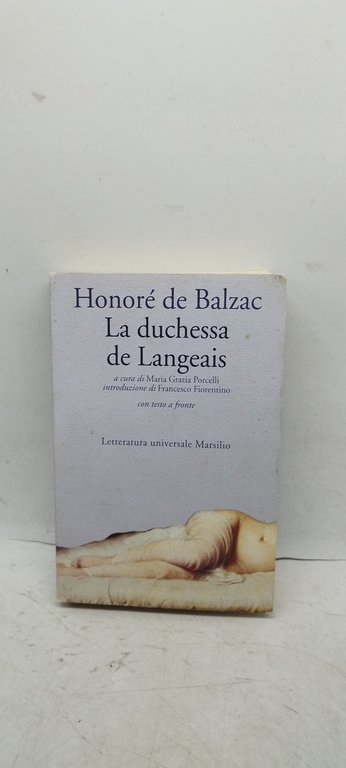 Honoré de Balzac
La duchessa
de Langeais
a cura di Maria Grazia Porcelli
introduzione di Francesco Fiorentino
con testo a fronte
Letteratura universale Marsilio